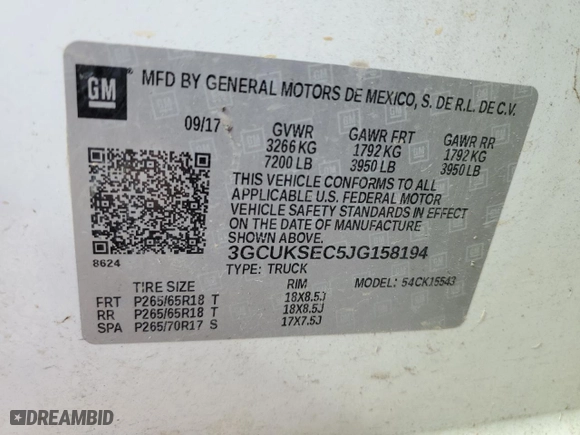 GM
MFD BY GENERAL MOTORS DE MEXICO, S. DE R.L. DE C.V.
09/17 GVWR GAWR FRT GAWR RR
3266 KG 1792 KG 1792 KG
7200 LB 3950 LB 3950 LB
THIS VEHICLE CONFORMS TO ALL
APPLICABLE U.S. FEDERAL MOTOR
VEHICLE SAFETY STANDARDS IN EFFECT
ON THE DATE OF MANUFACTURE
SHOWN ABOVE.
8624
3GCUKSEC5JG158194
TYPE: TRUCK MODEL: 54CK15543
TIRE SIZE RIM
FRT P265/65R18 T 18X8.5J
RR P265/65R18 T 18X8.5J
SPA P265/70R17 S 17X7.5J
DREAMBID